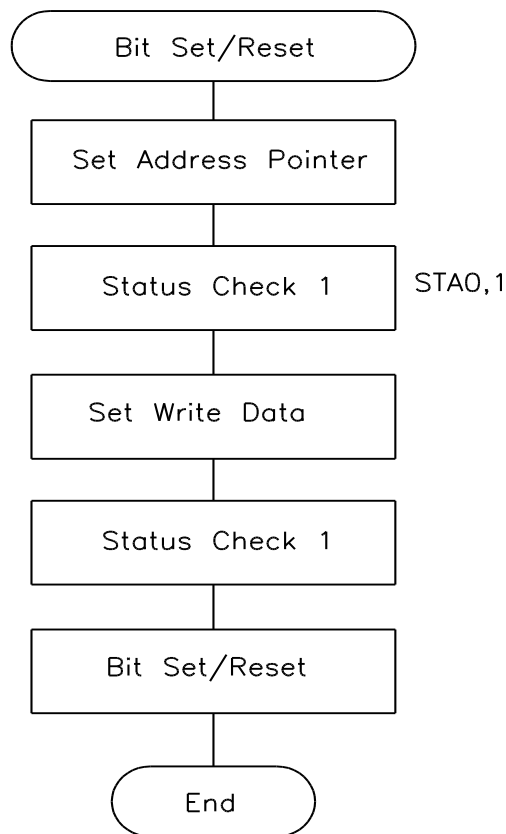 Bit Set/Reset
Set Address Pointer
Status Check 1
STA0,1
Set Write Data
Status Check 1
Bit Set/Reset
End